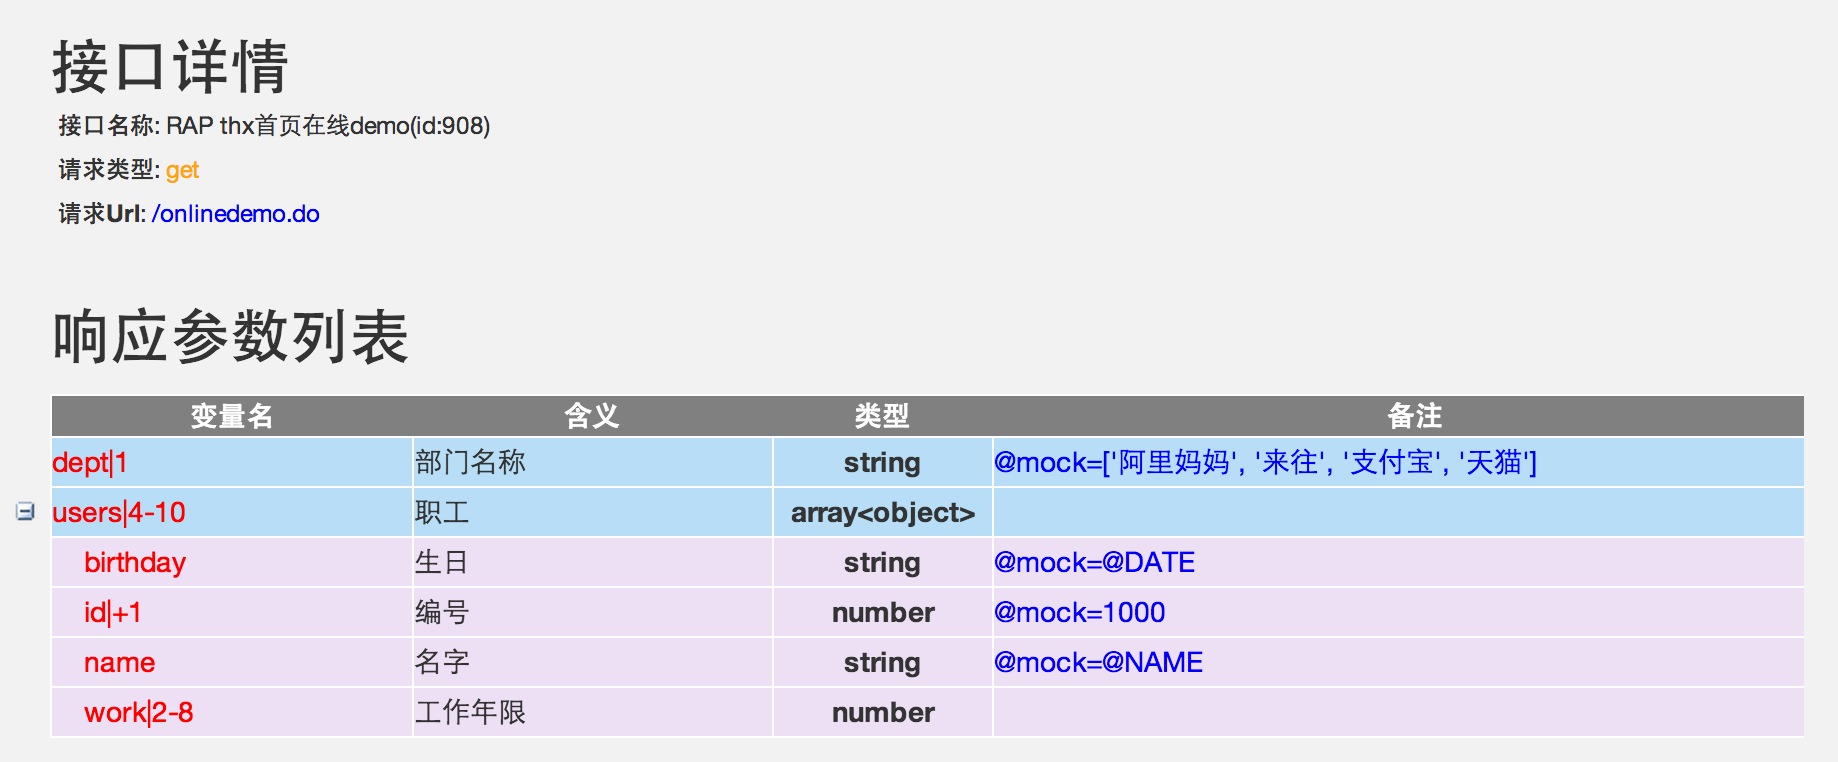 接口详情
接口名称: RAP thx首页在线demo(id:908)
请求类型: get
请求Url: /onlinedemo.do
响应参数列表
变量名 含义 类型 备注
dept|1 部门名称 string @mock=['阿里妈妈', '来往', '支付宝', '天猫']
users|4-10 职工 array<object>
birthday 生日 string @mock=@DATE
id|+1 编号 number @mock=1000
name 名字 string @mock=@NAME
work|2-8 工作年限 number